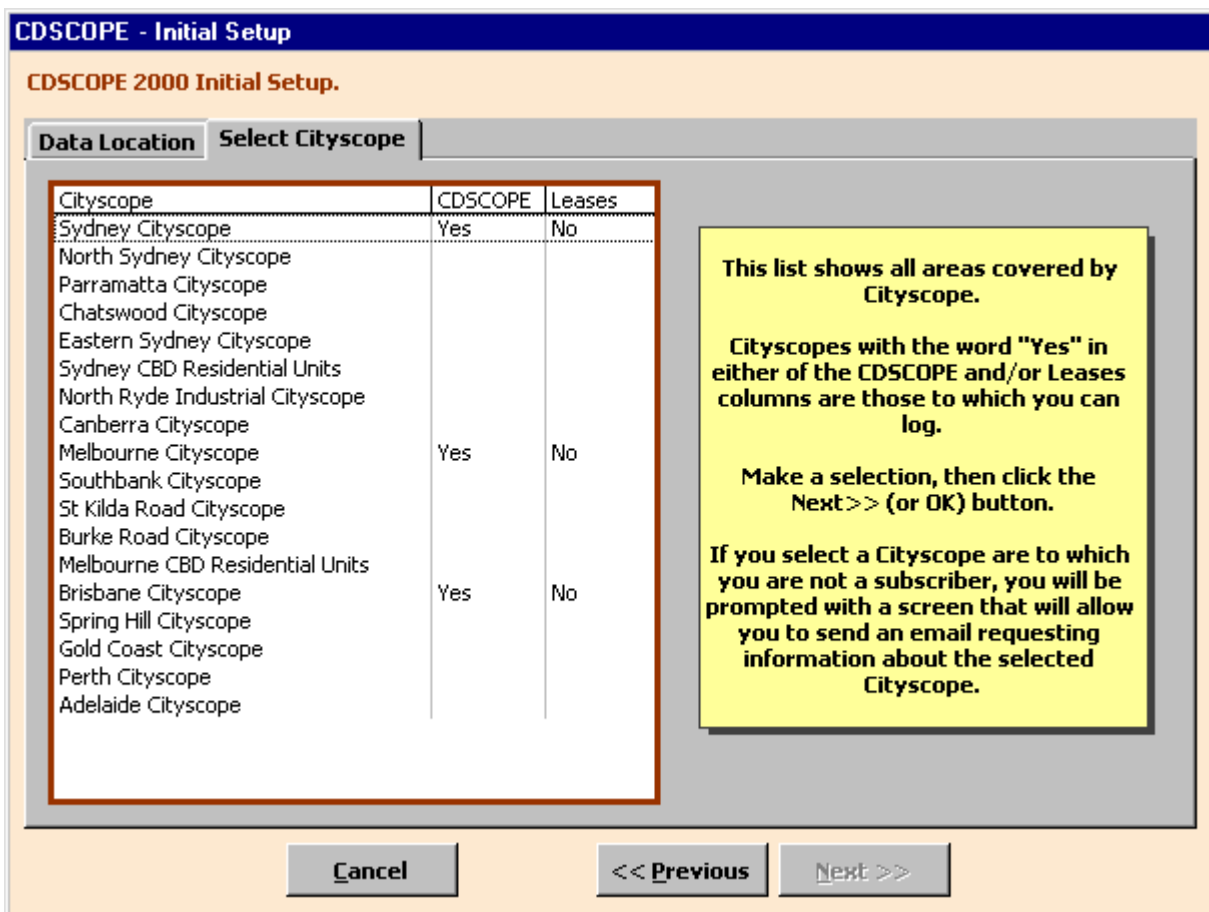 CDSCOPE - Initial Setup
CDSCOPE 2000 Initial Setup.
Data Location Select Cityscope
Cityscope CDSCOPE Leases
Sydney Cityscope Yes No
North Sydney Cityscope
Parramatta Cityscope
Chatswood Cityscope
Eastern Sydney Cityscope
Sydney CBD Residential Units
North Ryde Industrial Cityscope
Canberra Cityscope
Melbourne Cityscope Yes No
Southbank Cityscope
St Kilda Road Cityscope
Burke Road Cityscope
Melbourne CBD Residential Units
Brisbane Cityscope Yes No
Spring Hill Cityscope
Gold Coast Cityscope
Perth Cityscope
Adelaide Cityscope
This list shows all areas covered by
Cityscope.
Cityscopes with the word "Yes" in
either of the CDSCOPE and/or Leases
columns are those to which you can
log.
Make a selection, then click the
Next>> (or OK) button.
If you select a Cityscope are to which
you are not a subscriber, you will be
prompted with a screen that will allow
you to send an email requesting
information about the selected
Cityscope.
Cancel << Previous Next >>